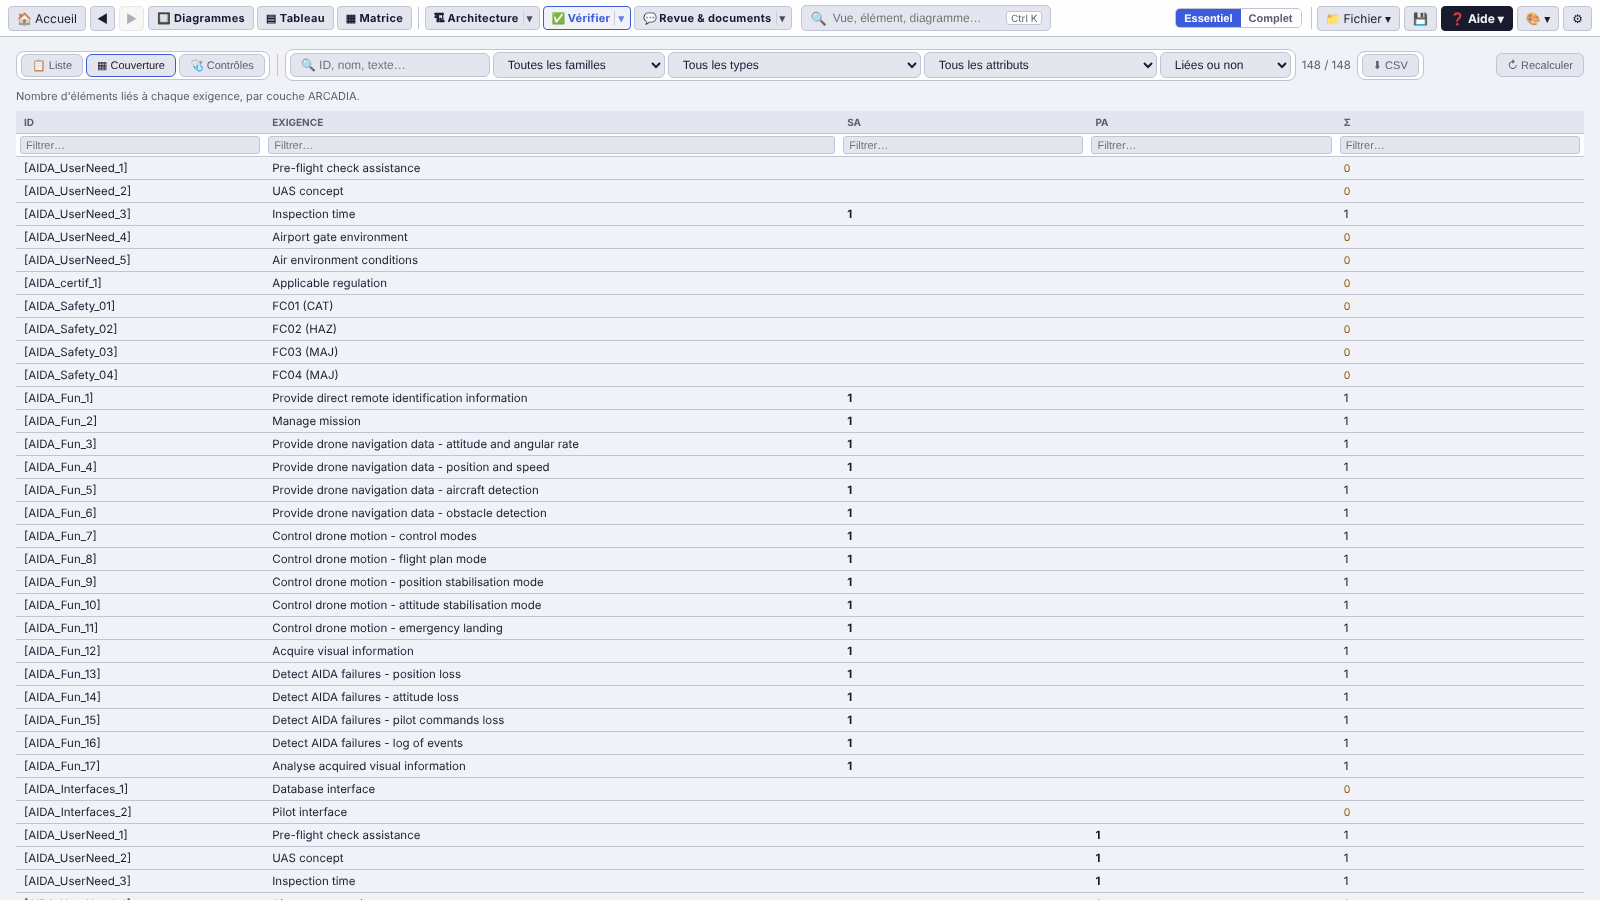 🏠 Accueil ◀ ▶ 🔲 Diagrammes ▤ Tableau ▦ Matrice 🏗 Architecture ▾ ✅ Vérifier ▾ 💬 Revue & documents ▾ 🔍 Vue, élément, diagramme… Ctrl K Essentiel Complet 📁 Fichier ▾ 💾 ❓ Aide ▾ 🎨 ▾ ⚙
📋 Liste ▦ Couverture 🩺 Contrôles 🔍 ID, nom, texte… Toutes les familles Tous les types Tous les attributs Liées ou non 148 / 148 ⬇ CSV ↻ Recalculer
Nombre d'éléments liés à chaque exigence, par couche ARCADIA.
ID EXIGENCE SA PA Σ
Filtrer… Filtrer… Filtrer… Filtrer… Filtrer…
[AIDA_UserNeed_1] Pre-flight check assistance 0
[AIDA_UserNeed_2] UAS concept 0
[AIDA_UserNeed_3] Inspection time 1 1
[AIDA_UserNeed_4] Airport gate environment 0
[AIDA_UserNeed_5] Air environment conditions 0
[AIDA_certif_1] Applicable regulation 0
[AIDA_Safety_01] FC01 (CAT) 0
[AIDA_Safety_02] FC02 (HAZ) 0
[AIDA_Safety_03] FC03 (MAJ) 0
[AIDA_Safety_04] FC04 (MAJ) 0
[AIDA_Fun_1] Provide direct remote identification information 1 1
[AIDA_Fun_2] Manage mission 1 1
[AIDA_Fun_3] Provide drone navigation data - attitude and angular rate 1 1
[AIDA_Fun_4] Provide drone navigation data - position and speed 1 1
[AIDA_Fun_5] Provide drone navigation data - aircraft detection 1 1
[AIDA_Fun_6] Provide drone navigation data - obstacle detection 1 1
[AIDA_Fun_7] Control drone motion - control modes 1 1
[AIDA_Fun_8] Control drone motion - flight plan mode 1 1
[AIDA_Fun_9] Control drone motion - position stabilisation mode 1 1
[AIDA_Fun_10] Control drone motion - attitude stabilisation mode 1 1
[AIDA_Fun_11] Control drone motion - emergency landing 1 1
[AIDA_Fun_12] Acquire visual information 1 1
[AIDA_Fun_13] Detect AIDA failures - position loss 1 1
[AIDA_Fun_14] Detect AIDA failures - attitude loss 1 1
[AIDA_Fun_15] Detect AIDA failures - pilot commands loss 1 1
[AIDA_Fun_16] Detect AIDA failures - log of events 1 1
[AIDA_Fun_17] Analyse acquired visual information 1 1
[AIDA_Interfaces_1] Database interface 0
[AIDA_Interfaces_2] Pilot interface 0
[AIDA_UserNeed_1] Pre-flight check assistance 1 1
[AIDA_UserNeed_2] UAS concept 1 1
[AIDA_UserNeed_3] Inspection time 1 1